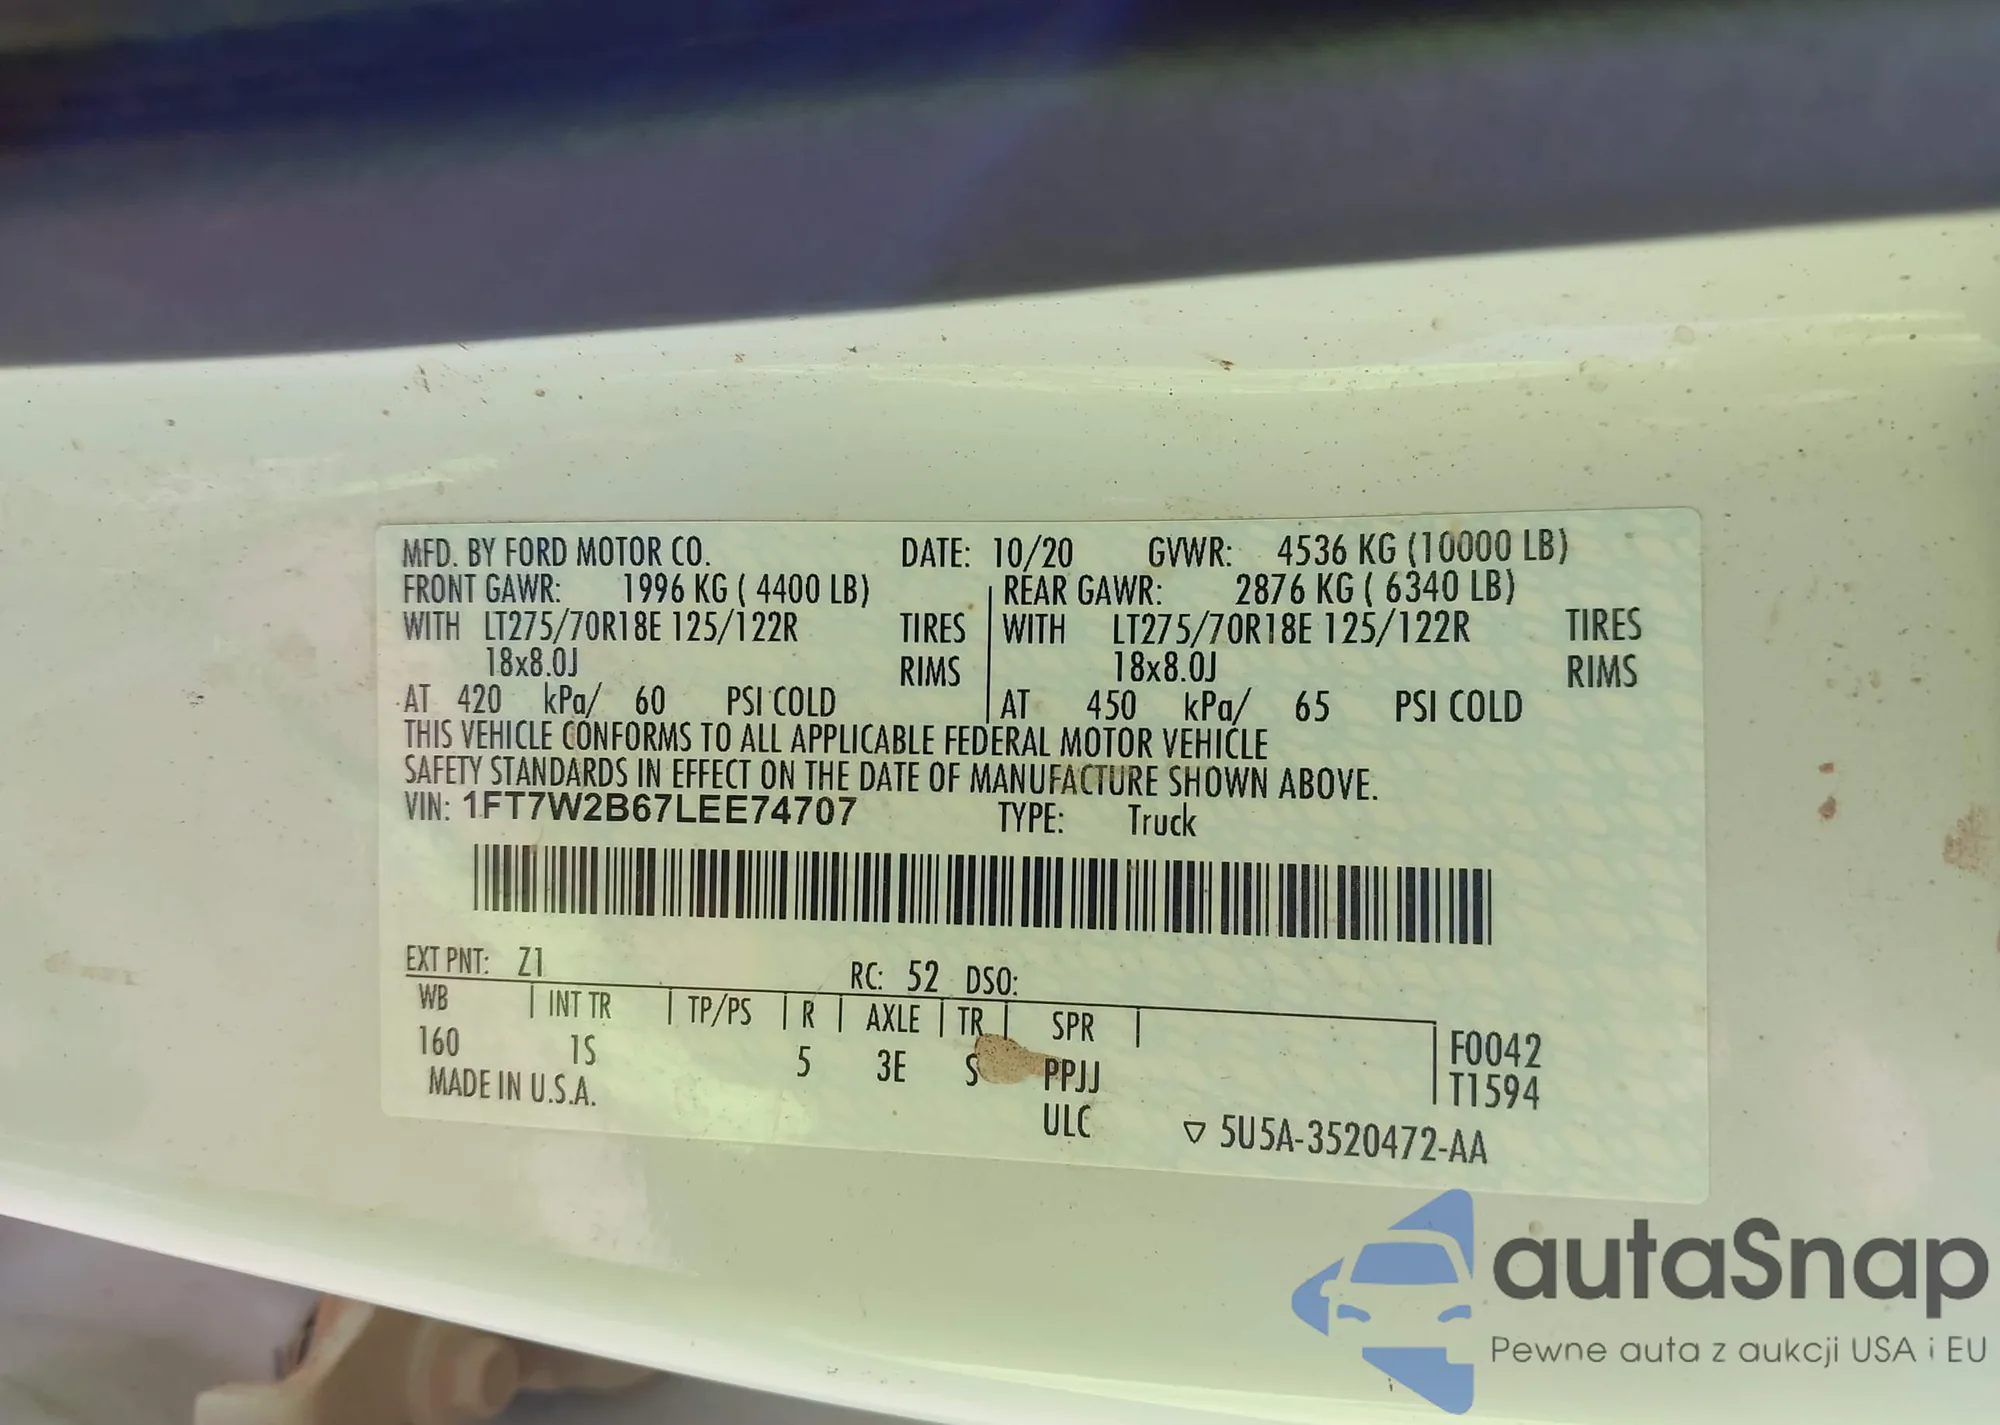 MFD. BY FORD MOTOR CO. DATE: 10/20 GVWR: 4536 KG (10000 LB)
FRONT GAWR: 1996 KG ( 4400 LB) REAR GAWR: 2876 KG ( 6340 LB)
WITH LT275/70R18E 125/122R TIRES WITH LT275/70R18E 125/122R TIRES
18x8.0J RIMS 18x8.0J RIMS
AT 420 kPa/ 60 PSI COLD AT 450 kPa/ 65 PSI COLD
THIS VEHICLE CONFORMS TO ALL APPLICABLE FEDERAL MOTOR VEHICLE
SAFETY STANDARDS IN EFFECT ON THE DATE OF MANUFACTURE SHOWN ABOVE.
VIN: 1FT7W2B67LEE74707 TYPE: Truck
EXT PNT: Z1 RC: 52 DSO:
WB INT TR TP/PS R AXLE TR SPR F0042
160 1S 5 3E S PPJJ T1594
MADE IN U.S.A. ULC 5U5A-3520472-AA
autaSnap
Pewne auta z aukcji USA i EU